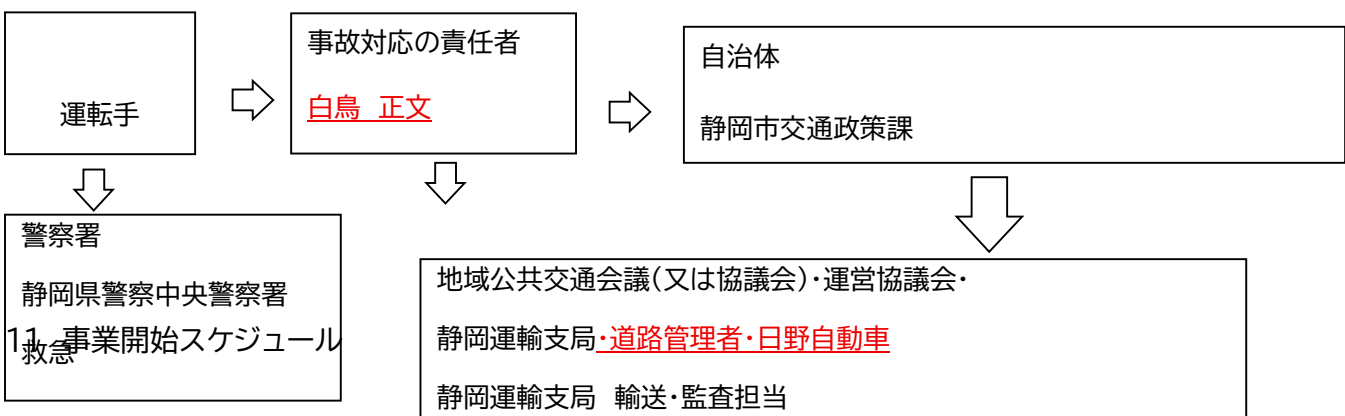 運転手
事故対応の責任者
白鳥　正文
自治体
静岡市交通政策課
警察署
静岡県警察中央警察署
救急
11　事業開始スケジュール
地域公共交通会議(又は協議会)・運営協議会・
静岡運輸支局・道路管理者・日野自動車
静岡運輸支局　輸送・監査担当